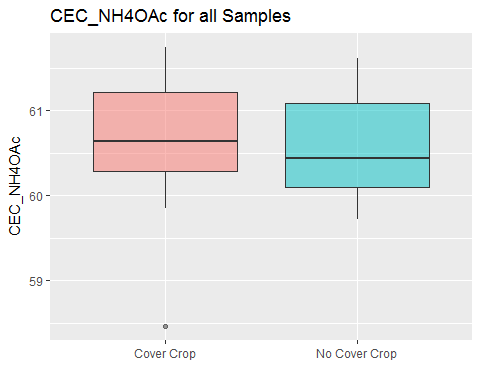 CEC_NH4OAc for all Samples
CEC_NH4OAc
61
60
59
Cover Crop
No Cover Crop